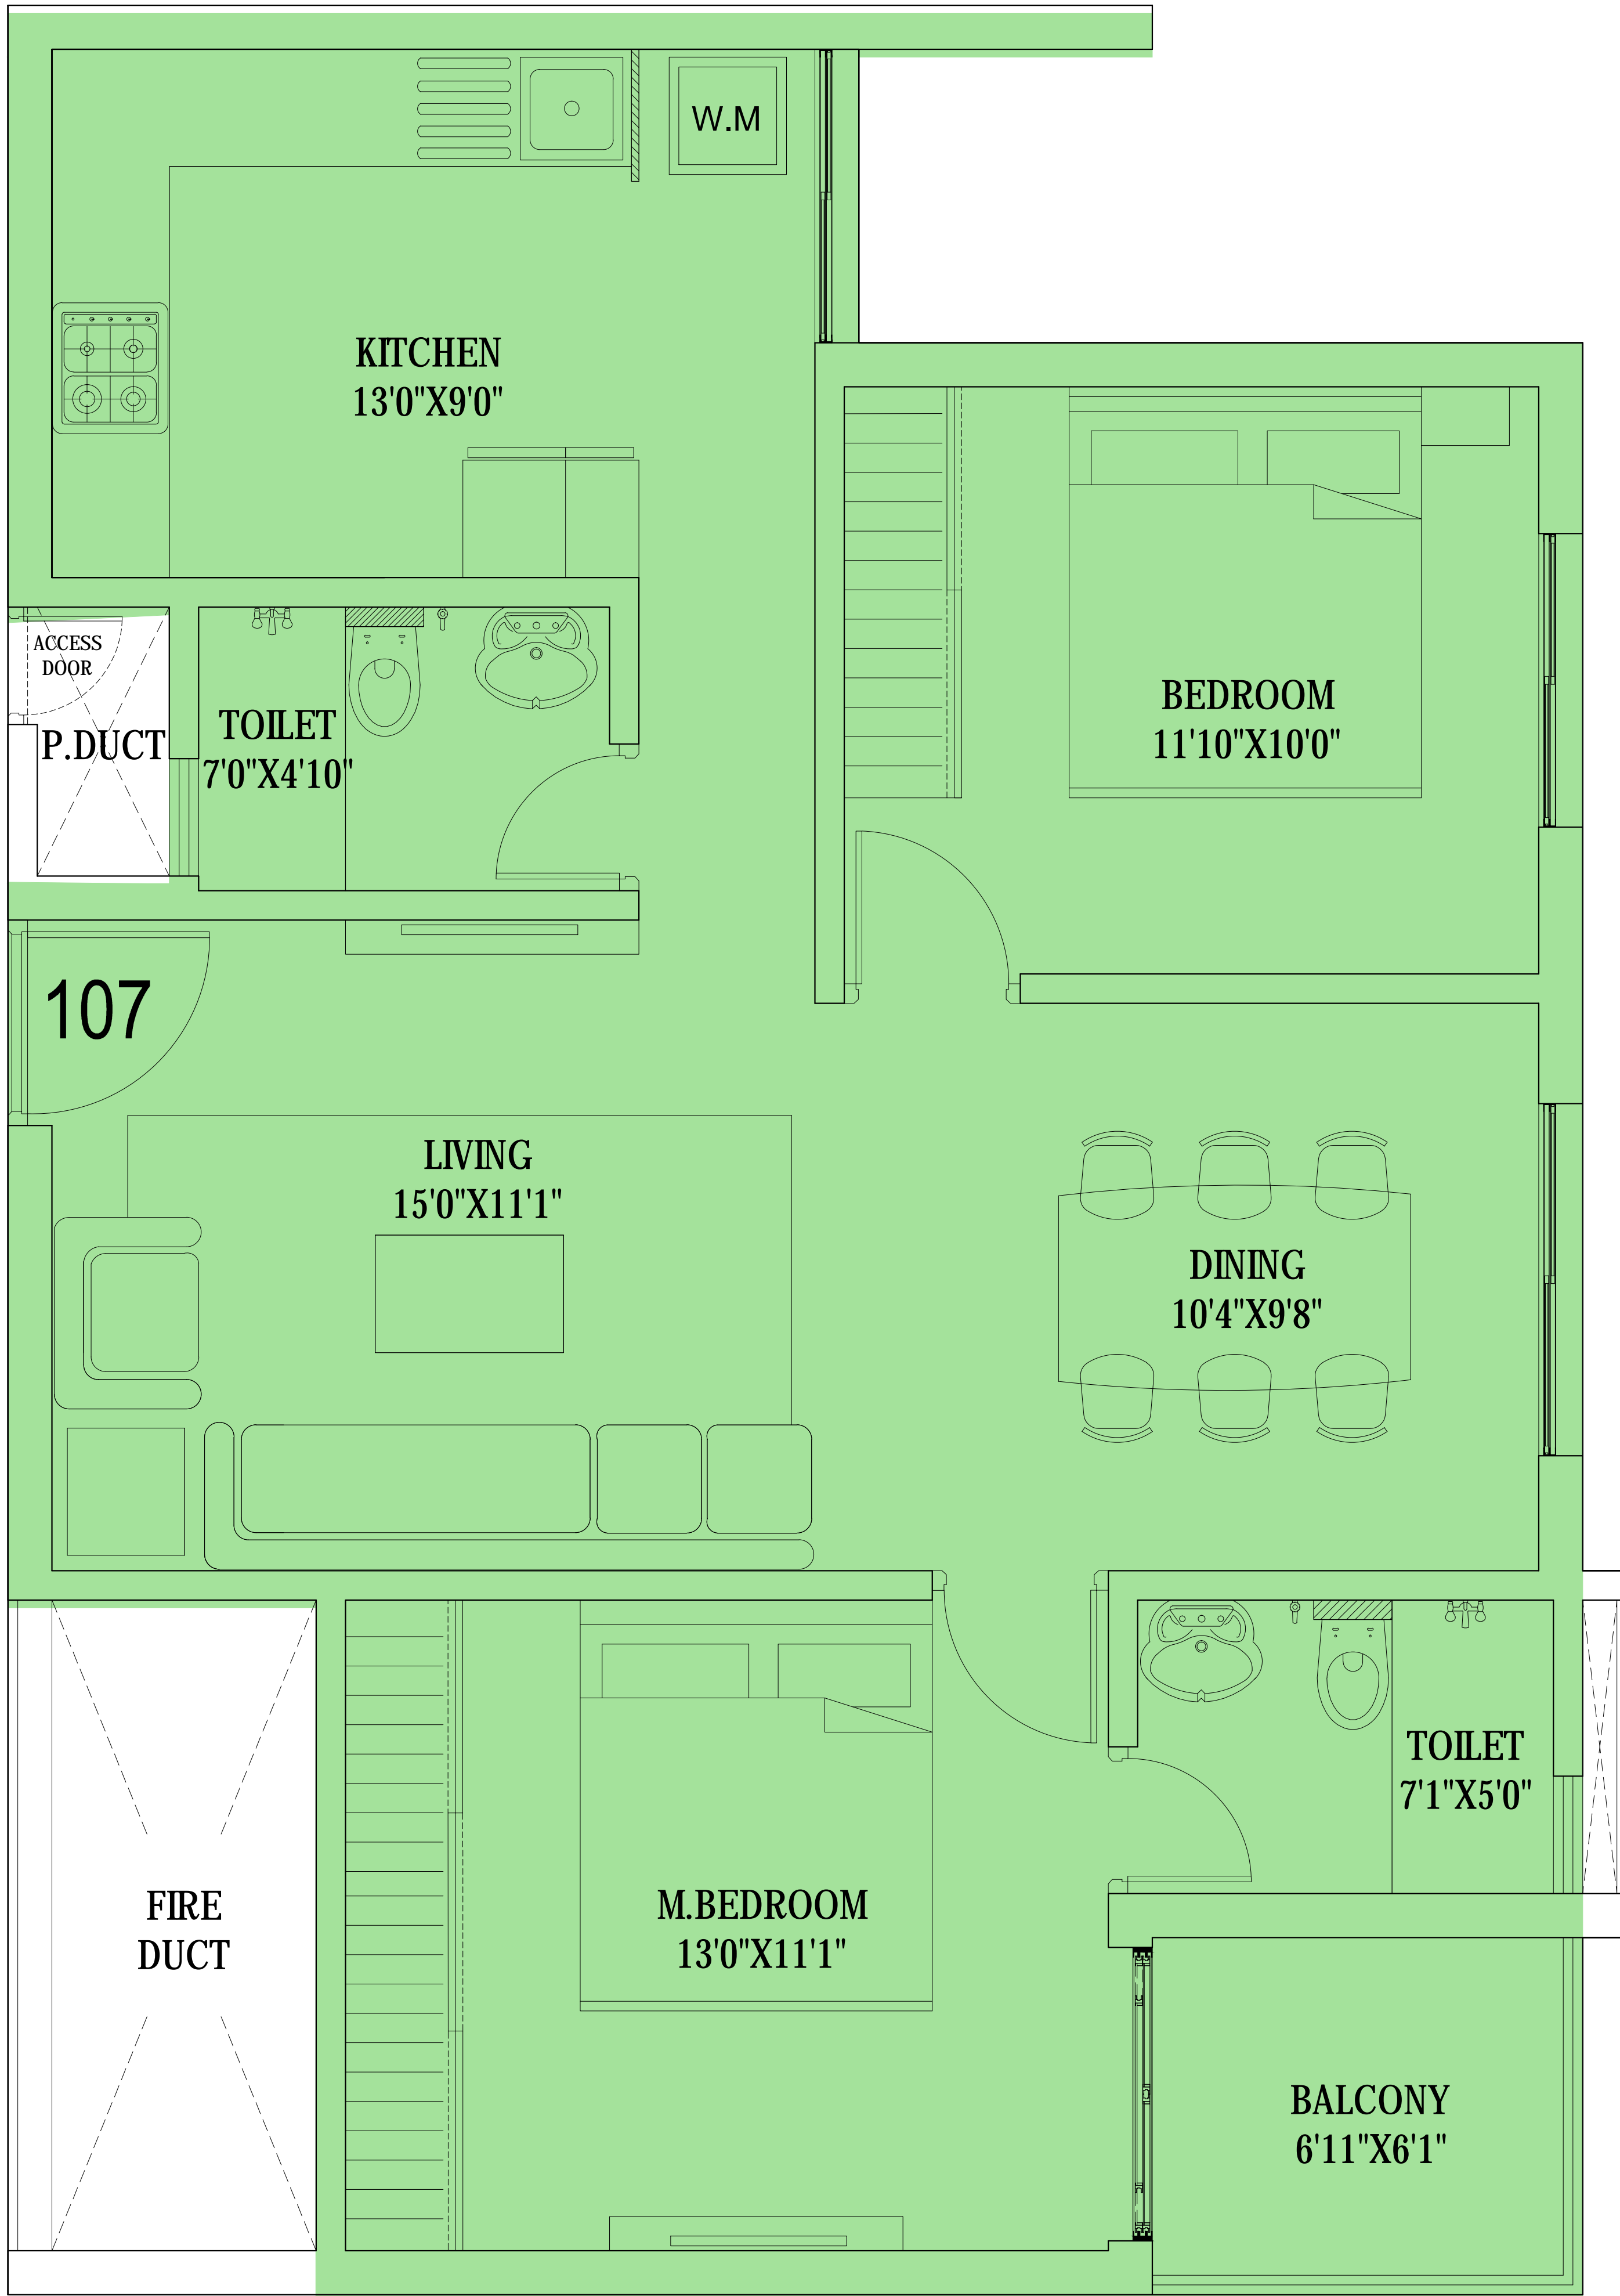 W.M
KITCHEN
13'0"X9'0"
ACCESS
DOOR
P.DUCT
TOILET
7'0"X4'10"
BEDROOM
11'10"X10'0"
107
LIVING
15'0"X11'1"
DINING
10'4"X9'8"
TOILET
7'1"X5'0"
FIRE
DUCT
M.BEDROOM
13'0"X11'1"
BALCONY
6'11"X6'1"